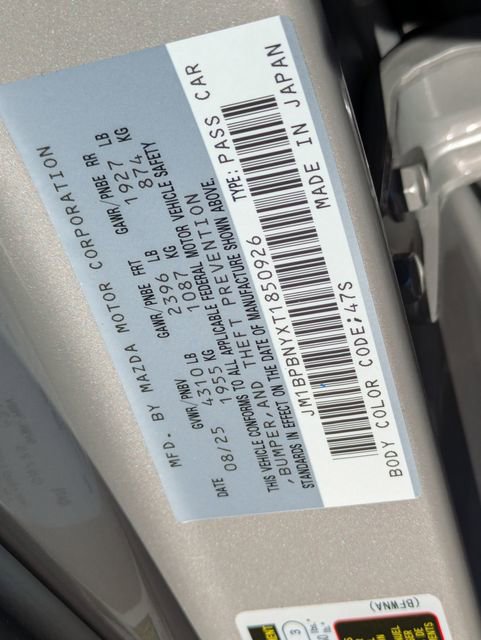 MFD. BY MAZDA MOTOR CORPORATION
GVWR/PNBV GAWR/PNBE FRT GAWR/PNBE RR
4310 LB 2396 LB 1927 LB
DATE 08/25 1955 KG 1087 KG 874 KG
THIS VEHICLE CONFORMS TO ALL APPLICABLE FEDERAL MOTOR VEHICLE SAFETY
, BUMPER, AND THEFT PREVENTION
STANDARDS IN EFFECT ON THE DATE OF MANUFACTURE SHOWN ABOVE.
JM1BPBNYXT1850926 TYPE: PASS CAR
BODY COLOR CODE;47S MADE IN JAPAN
(BFWNA)